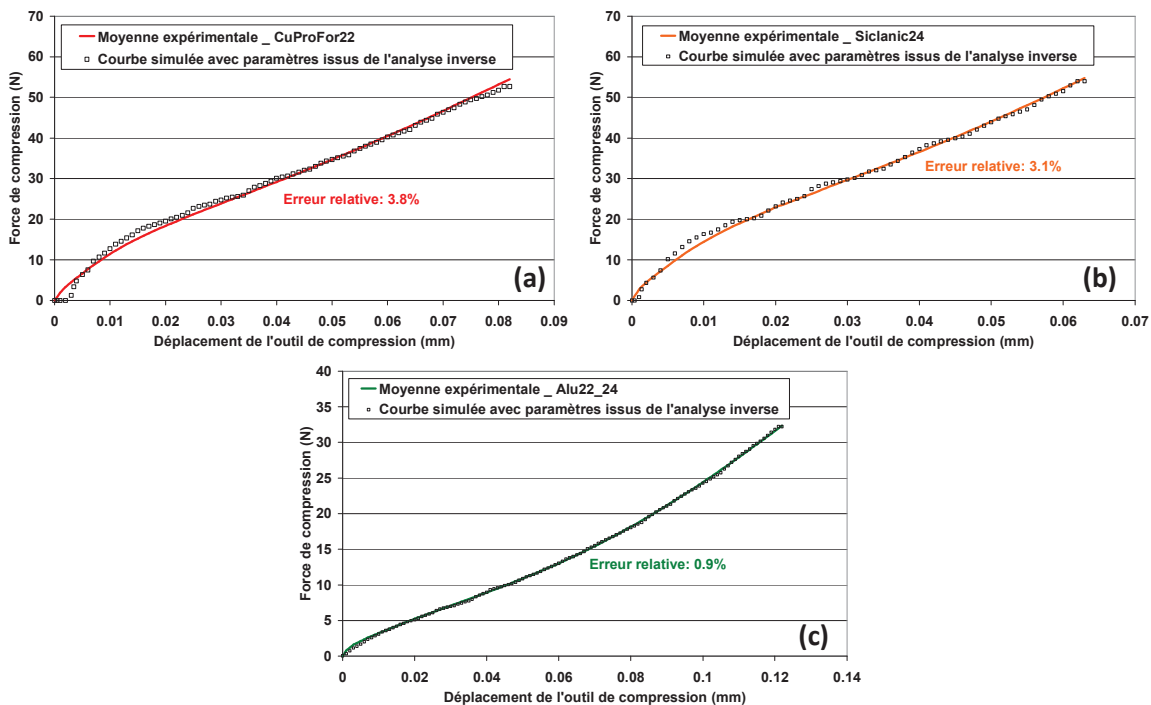 (a)
70
60
50
40
30
20
10
0
Force de compression (N)
Moyenne expérimentale _ CuProFor22
Courbe simulée avec paramètres issus de l'analyse inverse
Erreur relative: 3.8%
0 0.01 0.02 0.03 0.04 0.05 0.06 0.07 0.08 0.09
Déplacement de l'outil de compression (mm)
(b)
70
60
50
40
30
20
10
0
Force de compression (N)
Moyenne expérimentale _ Siclanic24
Courbe simulée avec paramètres issus de l'analyse inverse
Erreur relative: 3.1%
0 0.01 0.02 0.03 0.04 0.05 0.06 0.07
Déplacement de l'outil de compression (mm)
40
35
30
25
20
15
10
5
0
Force de compression (N)
Moyenne expérimentale _ Alu22_24
Courbe simulée avec paramètres issus de l'analyse inverse
Erreur relative: 0.9%
(c)
0 0.02 0.04 0.06 0.08 0.1 0.12 0.14
Déplacement de l'outil de compression (mm)